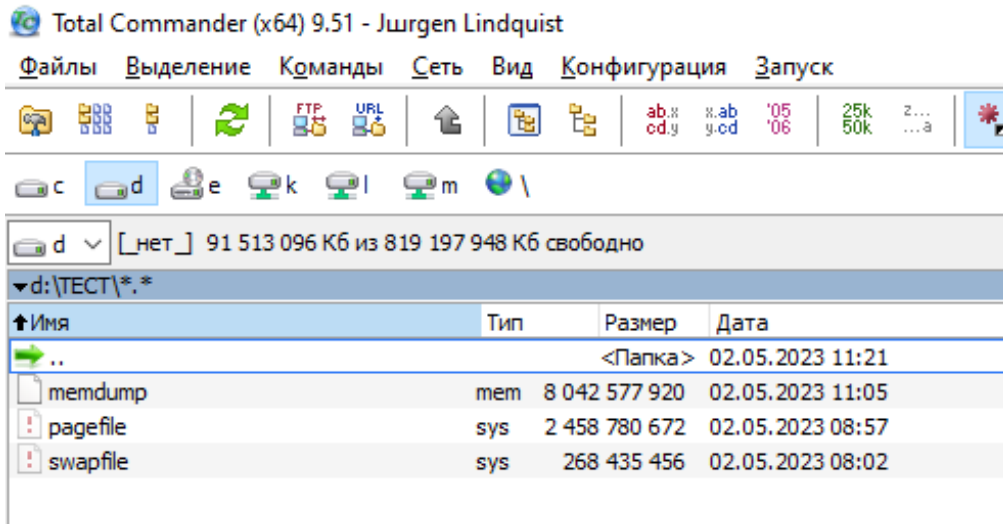 Total Commander (x64) 9.51 - Jшrgen Lindquist
Файлы Выделение Команды Сеть Вид Конфигурация Запуск
FTP URL ab.x cd.y x.ab y.cd '05 '06 25k 50k z... ...a
c d e k l m \
d [_нет_] 91 513 096 Кб из 819 197 948 Кб свободно
d:\ТЕСТ\*.*
Имя Тип Размер Дата
.. <Папка> 02.05.2023 11:21
memdump mem 8 042 577 920 02.05.2023 11:05
pagefile sys 2 458 780 672 02.05.2023 08:57
swapfile sys 268 435 456 02.05.2023 08:02